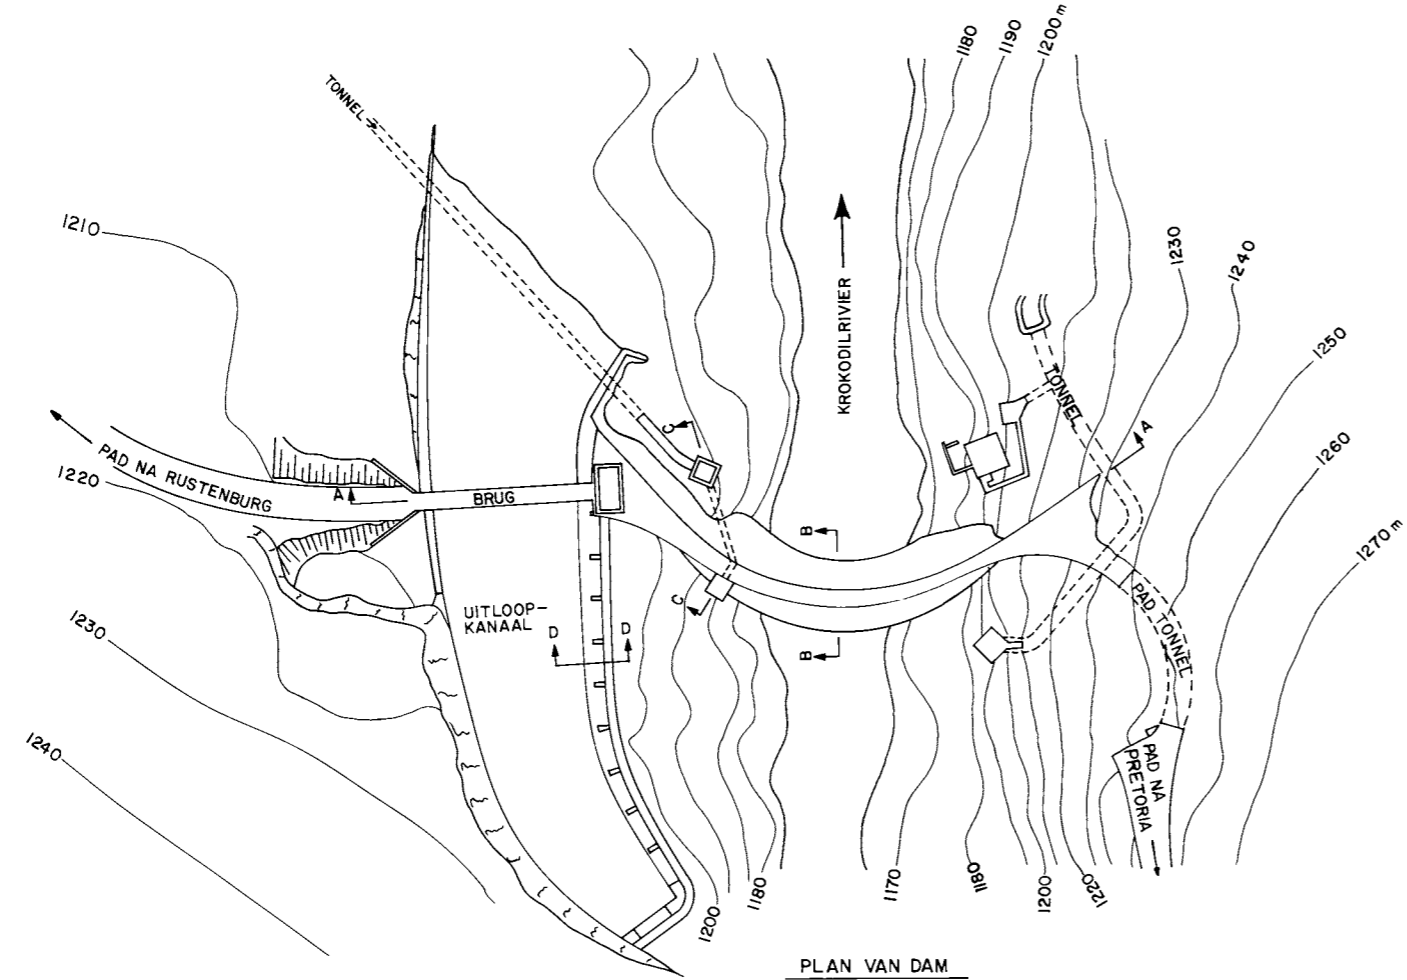 1180
1190
1200 m
TONNEL
1210
1230
1240
KROKODILRIVIER
1250
TONNEL
C
A
PAD NA RUSTENBURG
1220
A
BRUG
1260
B
1270 m
C
UITLOOP-
KANAAL
D
D
B
PAD TONNEL
1230
1240
PAD NA
PRETORIA
1200
1180
1170
1180
1200
1220
PLAN VAN DAM